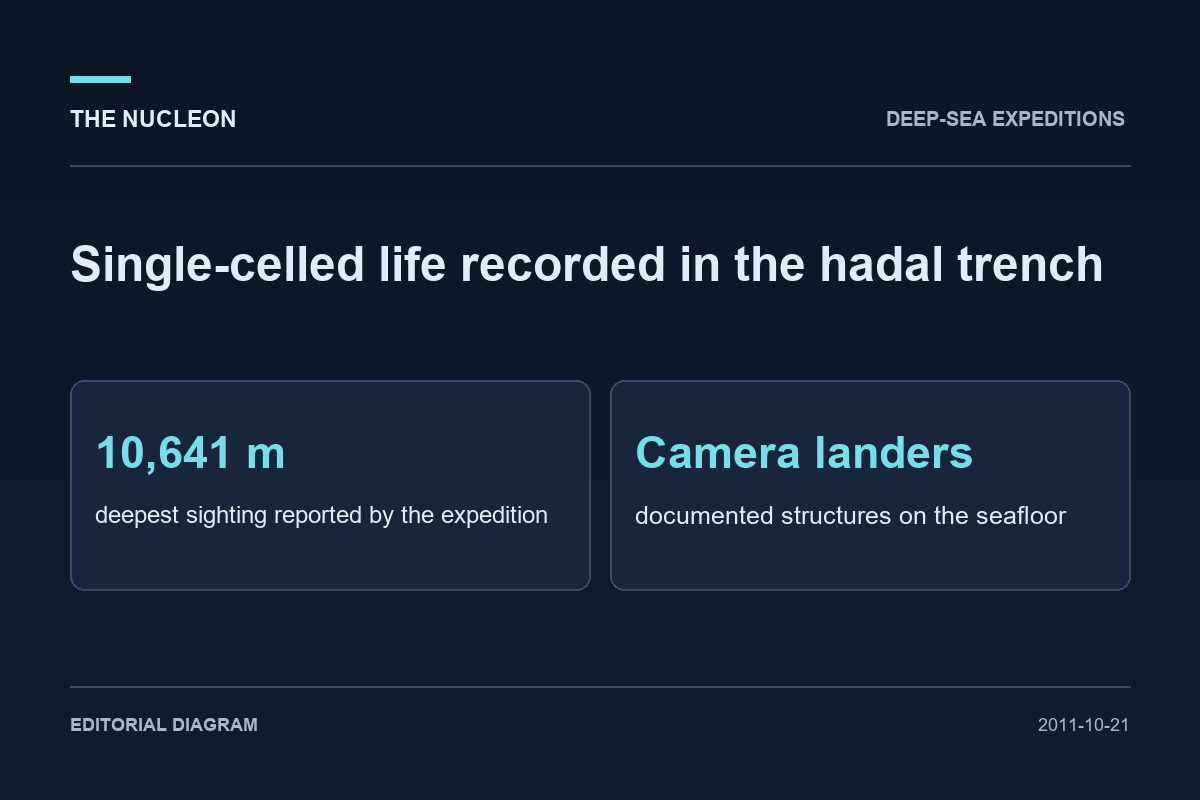 THE NUCLEON
DEEP-SEA EXPEDITIONS
Single-celled life recorded in the hadal trench
10,641 m
deepest sighting reported by the expedition
Camera landers
documented structures on the seafloor
EDITORIAL DIAGRAM
2011-10-21